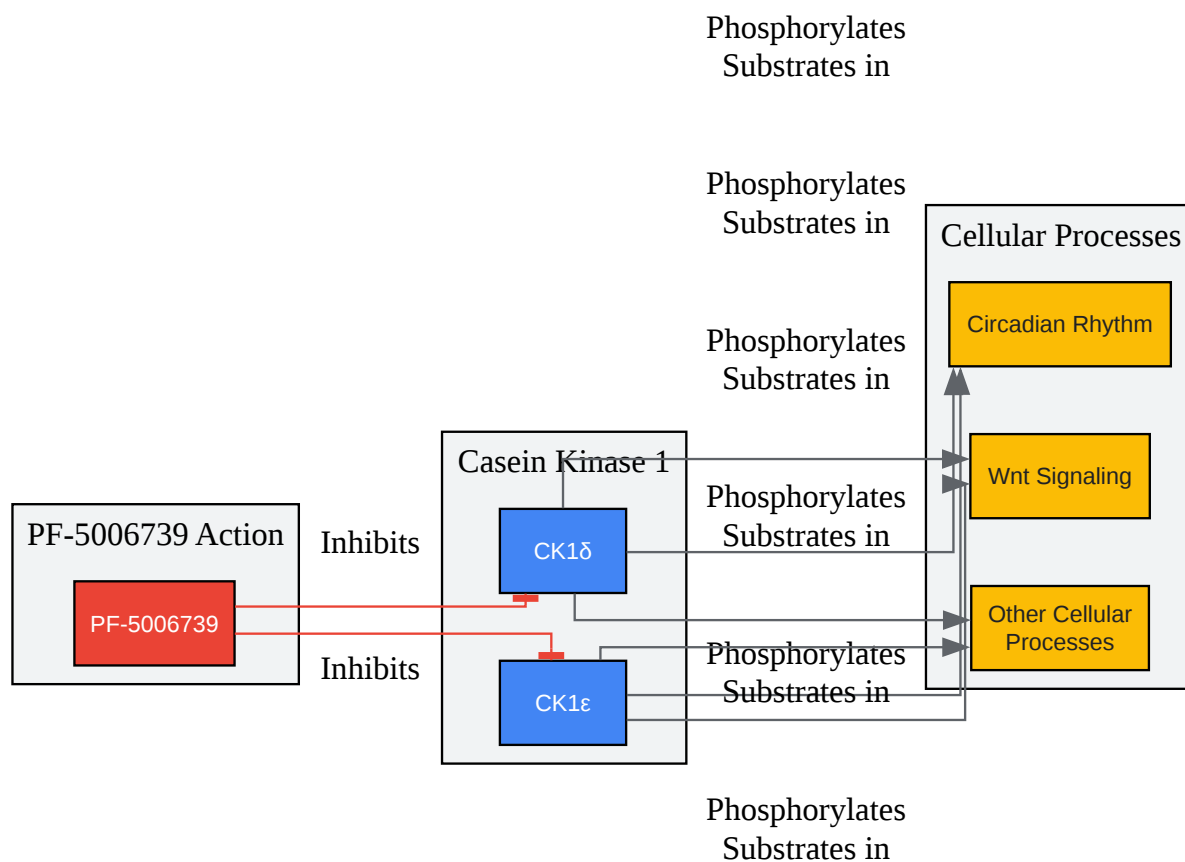 Phosphorylates
Substrates in
Phosphorylates
Substrates in
Cellular Processes
Circadian Rhythm
Phosphorylates
Substrates in
Casein Kinase 1
Wnt Signaling
Phosphorylates
Substrates in
PF-5006739 Action
Inhibits
CK1δ
PF-5006739
Other Cellular
Processes
Inhibits
Phosphorylates
Substrates in
CK1ε
Phosphorylates
Substrates in